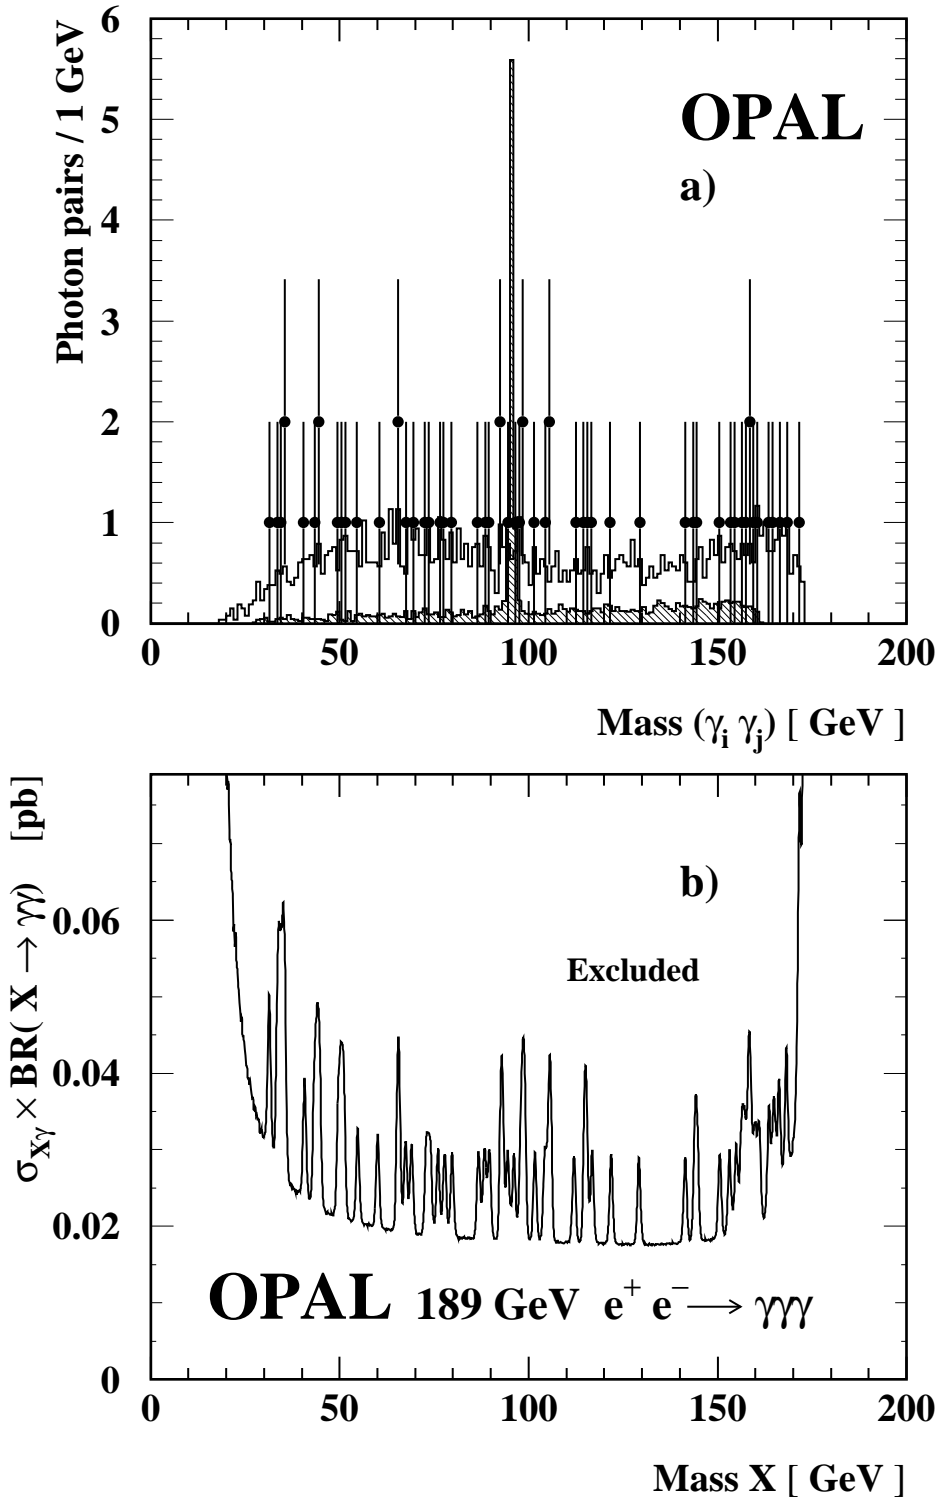 Photon pairs / 1 GeV
6
5
4
3
2
1
0
OPAL
a)
0 50 100 150 200
Mass (γi γj) [ GeV ]
σXγ × BR( X → γγ) [pb]
0.06
0.04
0.02
0
b)
Excluded
OPAL 189 GeV e+ e− → γγγ
0 50 100 150 200
Mass X [ GeV ]